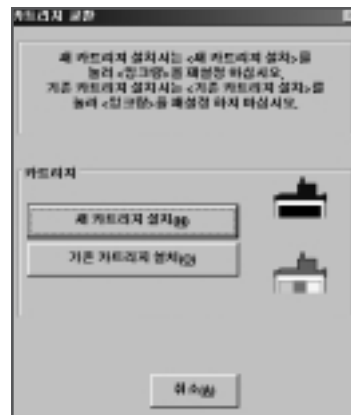 카트리지 교환
새 카트리지 설치시는 <새 카트리지 설치>를
눌러 <잉크량>을 재설정 하십시오.
기존 카트리지 설치시는 <기존 카트리지 설치>를
눌러 <잉크량>을 재설정 하지 마십시오.
카트리지
새 카트리지 설치(N)
기존 카트리지 설치(O)
취소